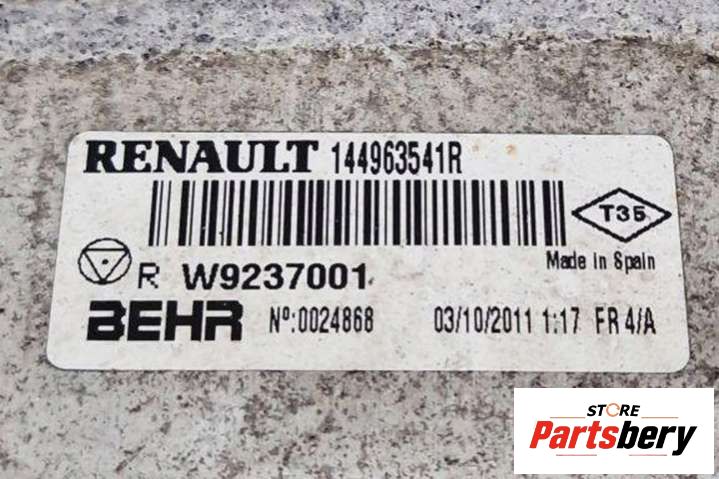 RENAULT 144963541R
T35
Made in Spain
R W9237001
BEHR Nº:0024868 03/10/2011 1:17 FR 4/A
STORE
Partsbery